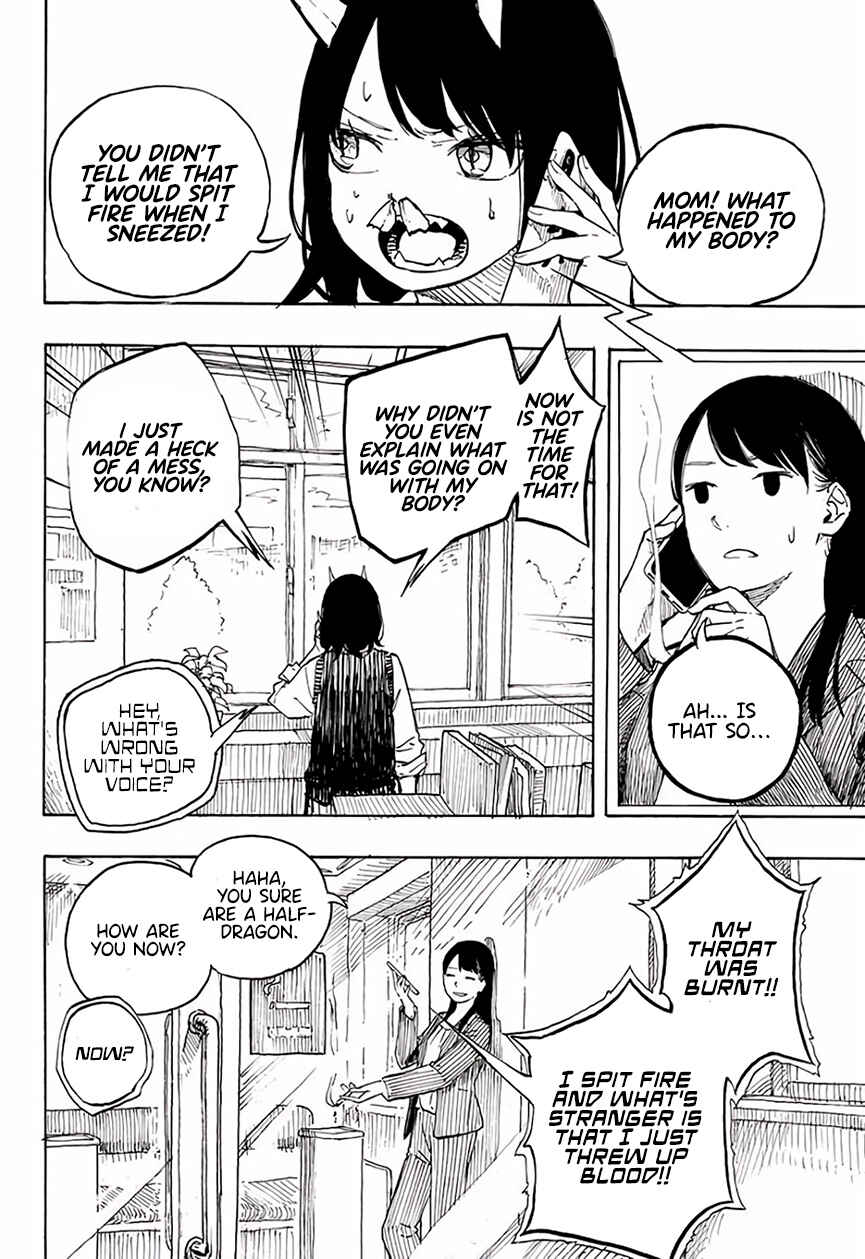 MOM! WHAT
HAPPENED TO
MY BODY?
YOU DIDN'T
TELL ME THAT
I WOULD SPIT
FIRE WHEN I
SNEEZED!
AH... IS
THAT SO...
NOW
IS NOT
THE
TIME
FOR
THAT!
WHY DIDN'T
YOU EVEN
EXPLAIN WHAT
WAS GOING ON
WITH MY
BODY?
I JUST
MADE A HECK
OF A MESS,
YOU KNOW?
HEY,
WHAT'S
WRONG
WITH YOUR
VOICE?
MY
THROAT
WAS
BURNT!!
I SPIT FIRE
AND WHAT'S
STRANGER IS
THAT I JUST
THREW UP
BLOOD!!
HAHA,
YOU SURE
ARE A HALF-
DRAGON.
HOW ARE
YOU NOW?
NOW?